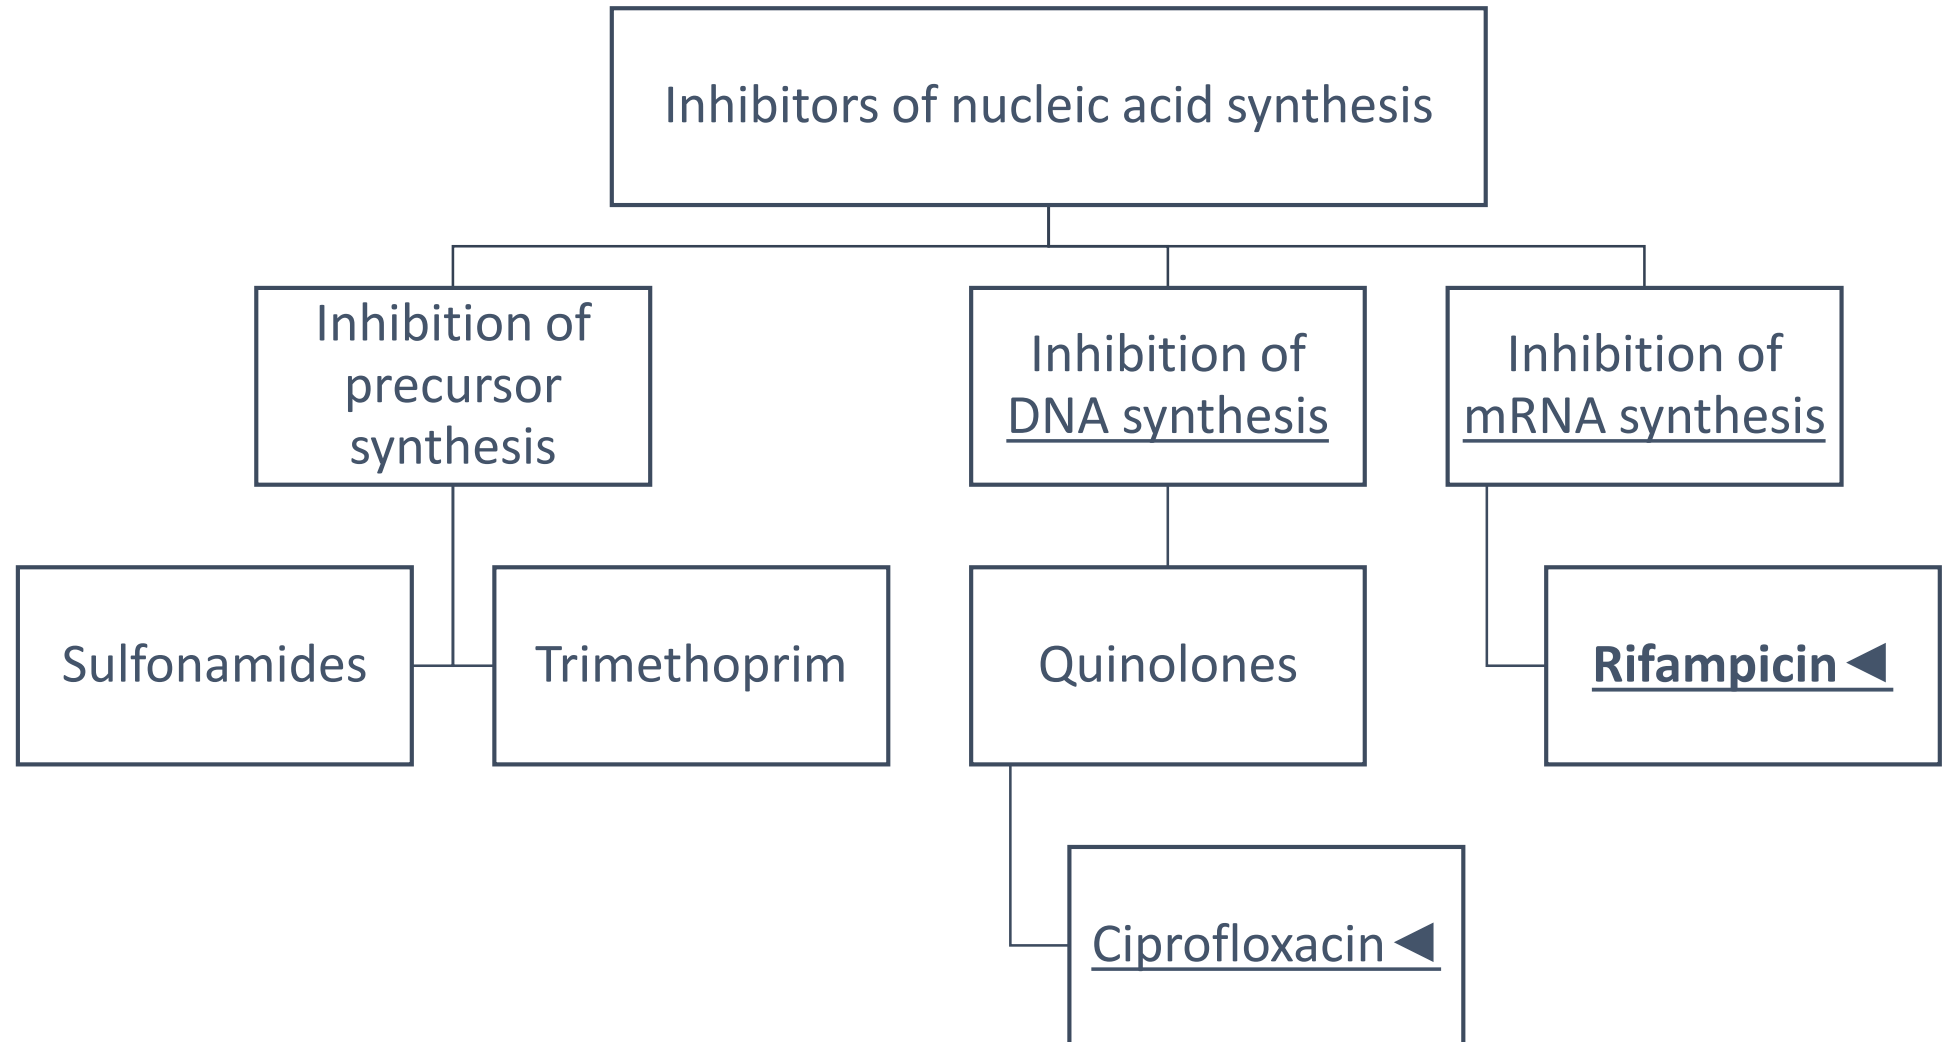 Inhibitors of nucleic acid synthesis
Inhibition of
precursor
synthesis
Inhibition of
DNA synthesis
Inhibition of
mRNA synthesis
Sulfonamides
Trimethoprim
Quinolones
Rifampicin◄
Ciprofloxacin◄